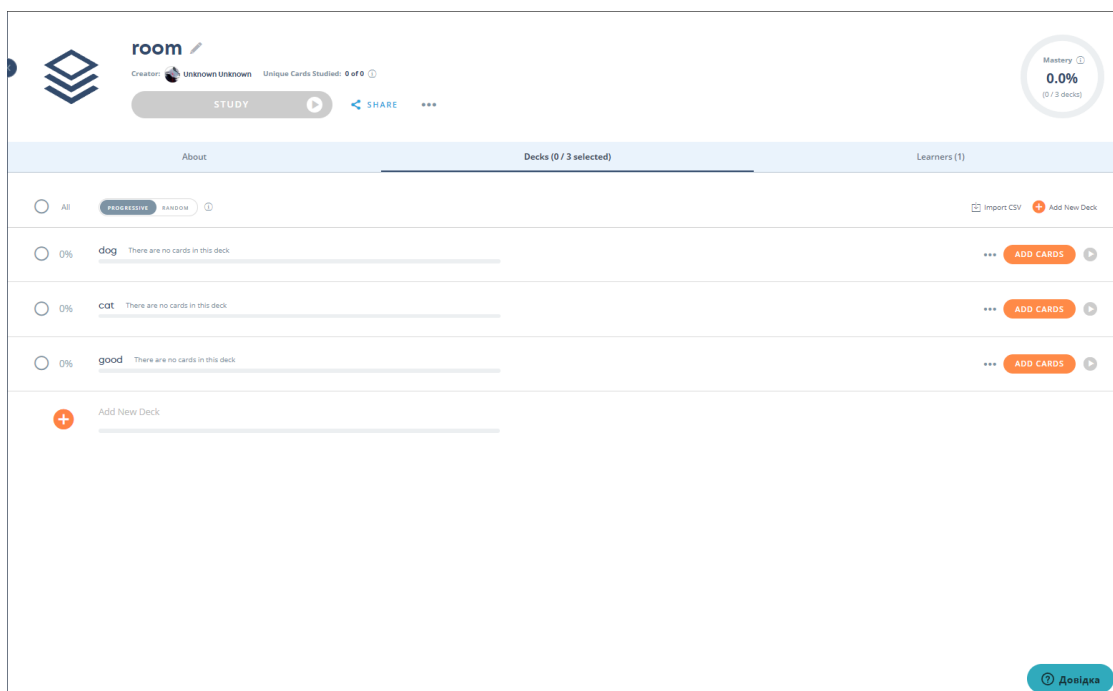 room
Creator: Unknown Unknown Unique Cards Studied: 0 of 0
STUDY SHARE
Mastery
0.0%
(0 / 3 decks)
About Decks (0 / 3 selected) Learners (1)
All PROGRESSIVE RANDOM Import CSV Add New Deck
0% dog There are no cards in this deck ADD CARDS
0% cat There are no cards in this deck ADD CARDS
0% good There are no cards in this deck ADD CARDS
Add New Deck
Довідка